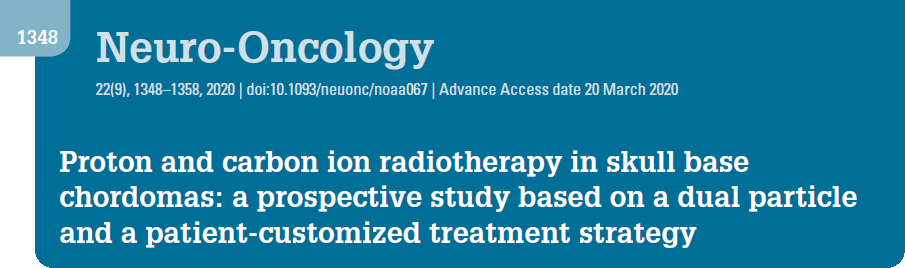 1348
Neuro-Oncology
22(9), 1348–1358, 2020 | doi:10.1093/neuonc/noaa067 | Advance Access date 20 March 2020
Proton and carbon ion radiotherapy in skull base
chordomas: a prospective study based on a dual particle
and a patient-customized treatment strategy